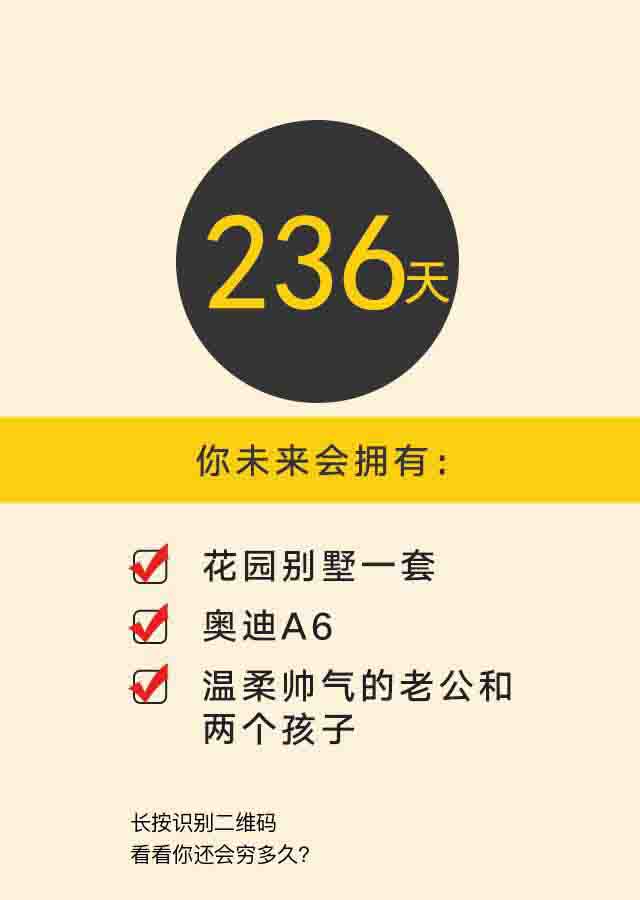 236天
你未来会拥有：
花园别墅一套
奥迪A6
温柔帅气的老公和
两个孩子
长按识别二维码
看看你还会穷多久?